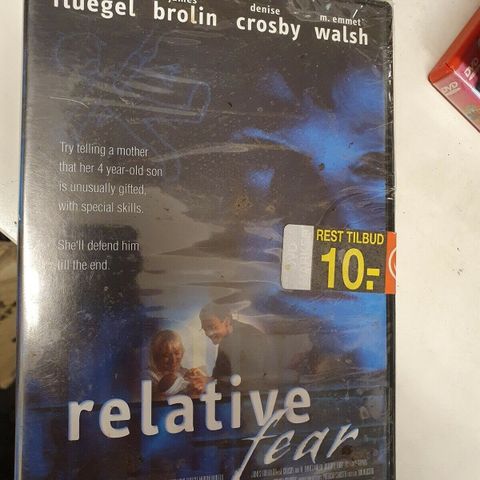 fluegel brolin
denise
crosby
m. emmet
walsh
Try telling a mother
that her 4 year-old son
is unusually gifted,
with special skills.
She'll defend him
till the end.
REST TILBUD
10:-
relative
fear
DVD